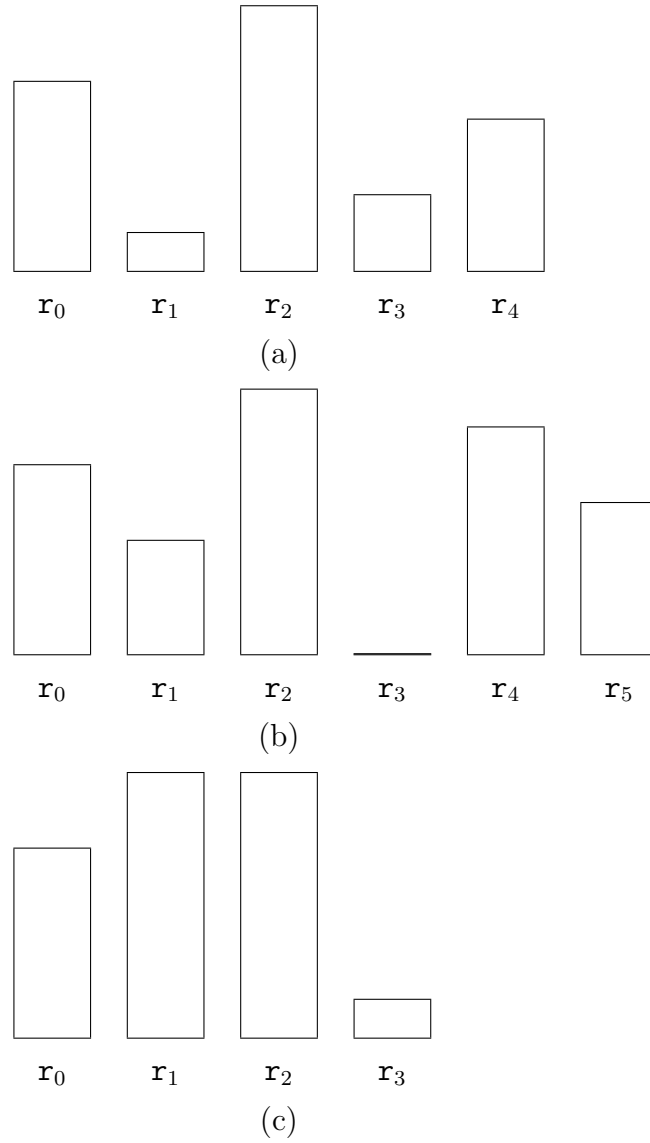 r₀ r₁ r₂ r₃ r₄
(a)
r₀ r₁ r₂ r₃ r₄ r₅
(b)
r₀ r₁ r₂ r₃
(c)